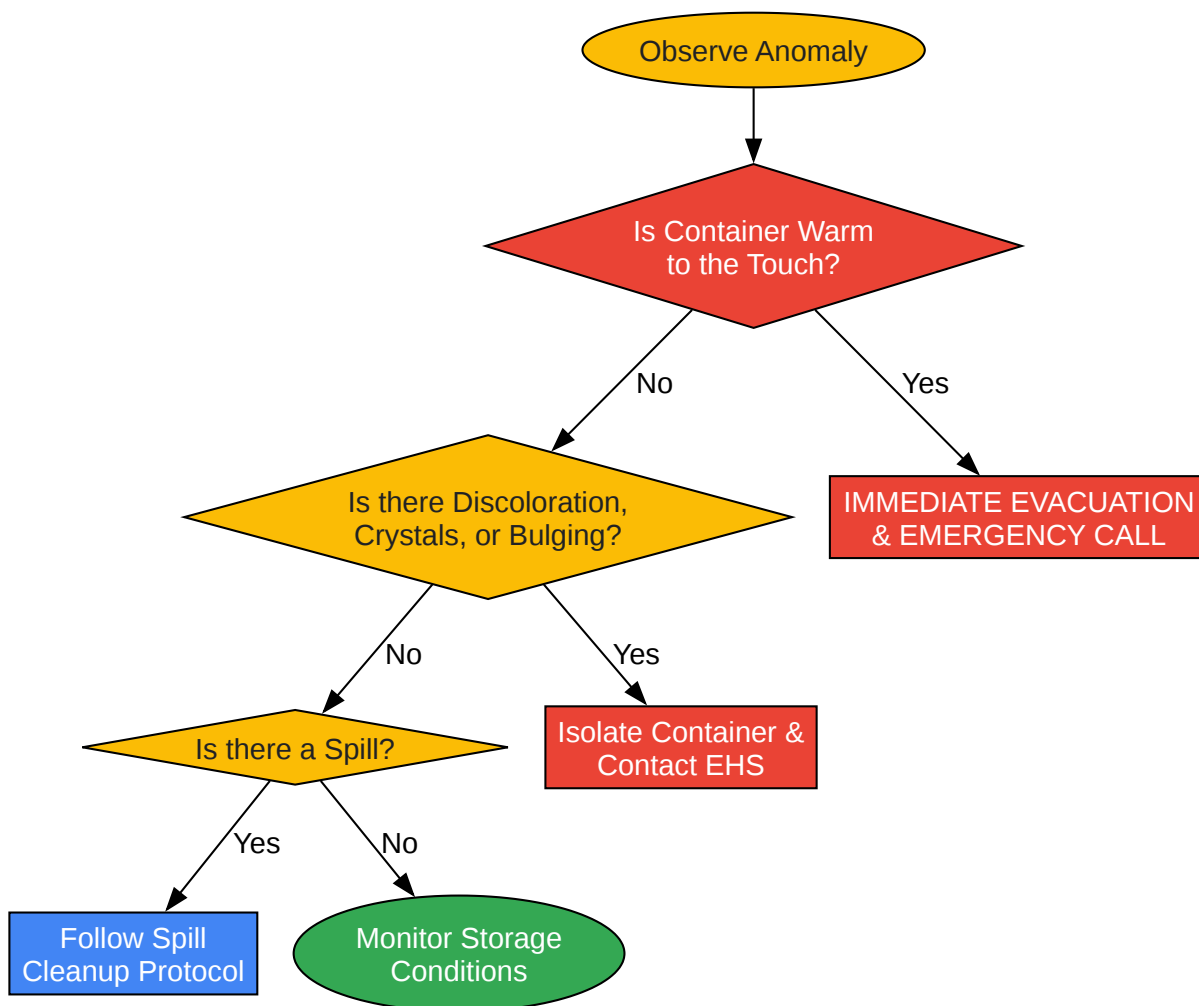 Observe Anomaly
Is Container Warm
to the Touch?
No
Yes
Is there Discoloration,
Crystals, or Bulging?
IMMEDIATE EVACUATION
& EMERGENCY CALL
No
Yes
Is there a Spill?
Isolate Container &
Contact EHS
Yes
No
Follow Spill
Cleanup Protocol
Monitor Storage
Conditions